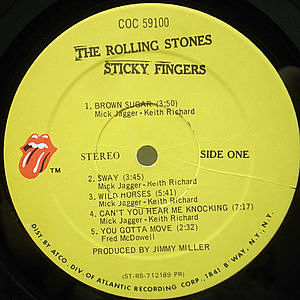 COC 59100
THE ROLLING STONES
STICKY FINGERS
1. BROWN SUGAR (3:50)
Mick Jagger - Keith Richard
TM
STEREO
SIDE ONE
2. SWAY (3:45)
Mick Jagger - Keith Richard
3. WILD HORSES (5:41)
Mick Jagger - Keith Richard
4. CAN'T YOU HEAR ME KNOCKING (7:17)
Mick Jagger - Keith Richard
5. YOU GOTTA MOVE (2:32)
Fred McDowell
PRODUCED BY JIMMY MILLER
(ST-RS-712189 PR)
DIST. BY ATCO, DIV. OF ATLANTIC RECORDING CORP., 1841 B'WAY, N.Y., N.Y.